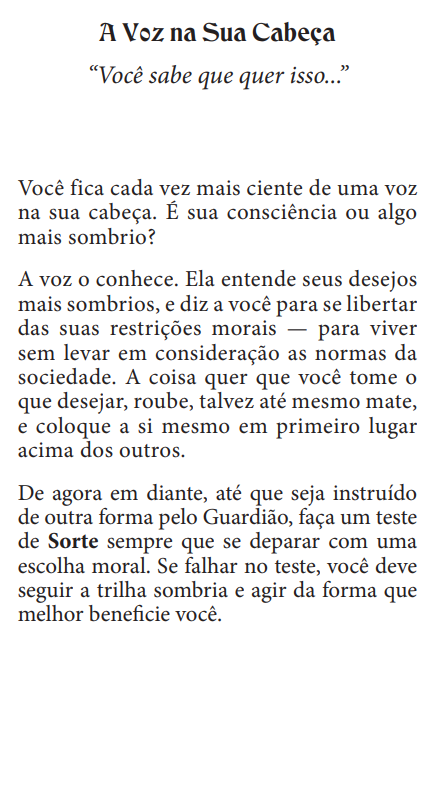 A Voz na Sua Cabeça
“Você sabe que quer isso...”
Você fica cada vez mais ciente de uma voz
na sua cabeça. É sua consciência ou algo
mais sombrio?
A voz o conhece. Ela entende seus desejos
mais sombrios, e diz a você para se libertar
das suas restrições morais — para viver
sem levar em consideração as normas da
sociedade. A coisa quer que você tome o
que desejar, roube, talvez até mesmo mate,
e coloque a si mesmo em primeiro lugar
acima dos outros.
De agora em diante, até que seja instruído
de outra forma pelo Guardião, faça um teste
de Sorte sempre que se deparar com uma
escolha moral. Se falhar no teste, você deve
seguir a trilha sombria e agir da forma que
melhor beneficie você.